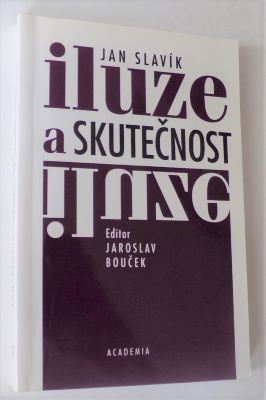 JAN SLAVÍK
iluze
a SKUTEČNOST
iluze
Editor
JAROSLAV
BOUČEK
ACADEMIA